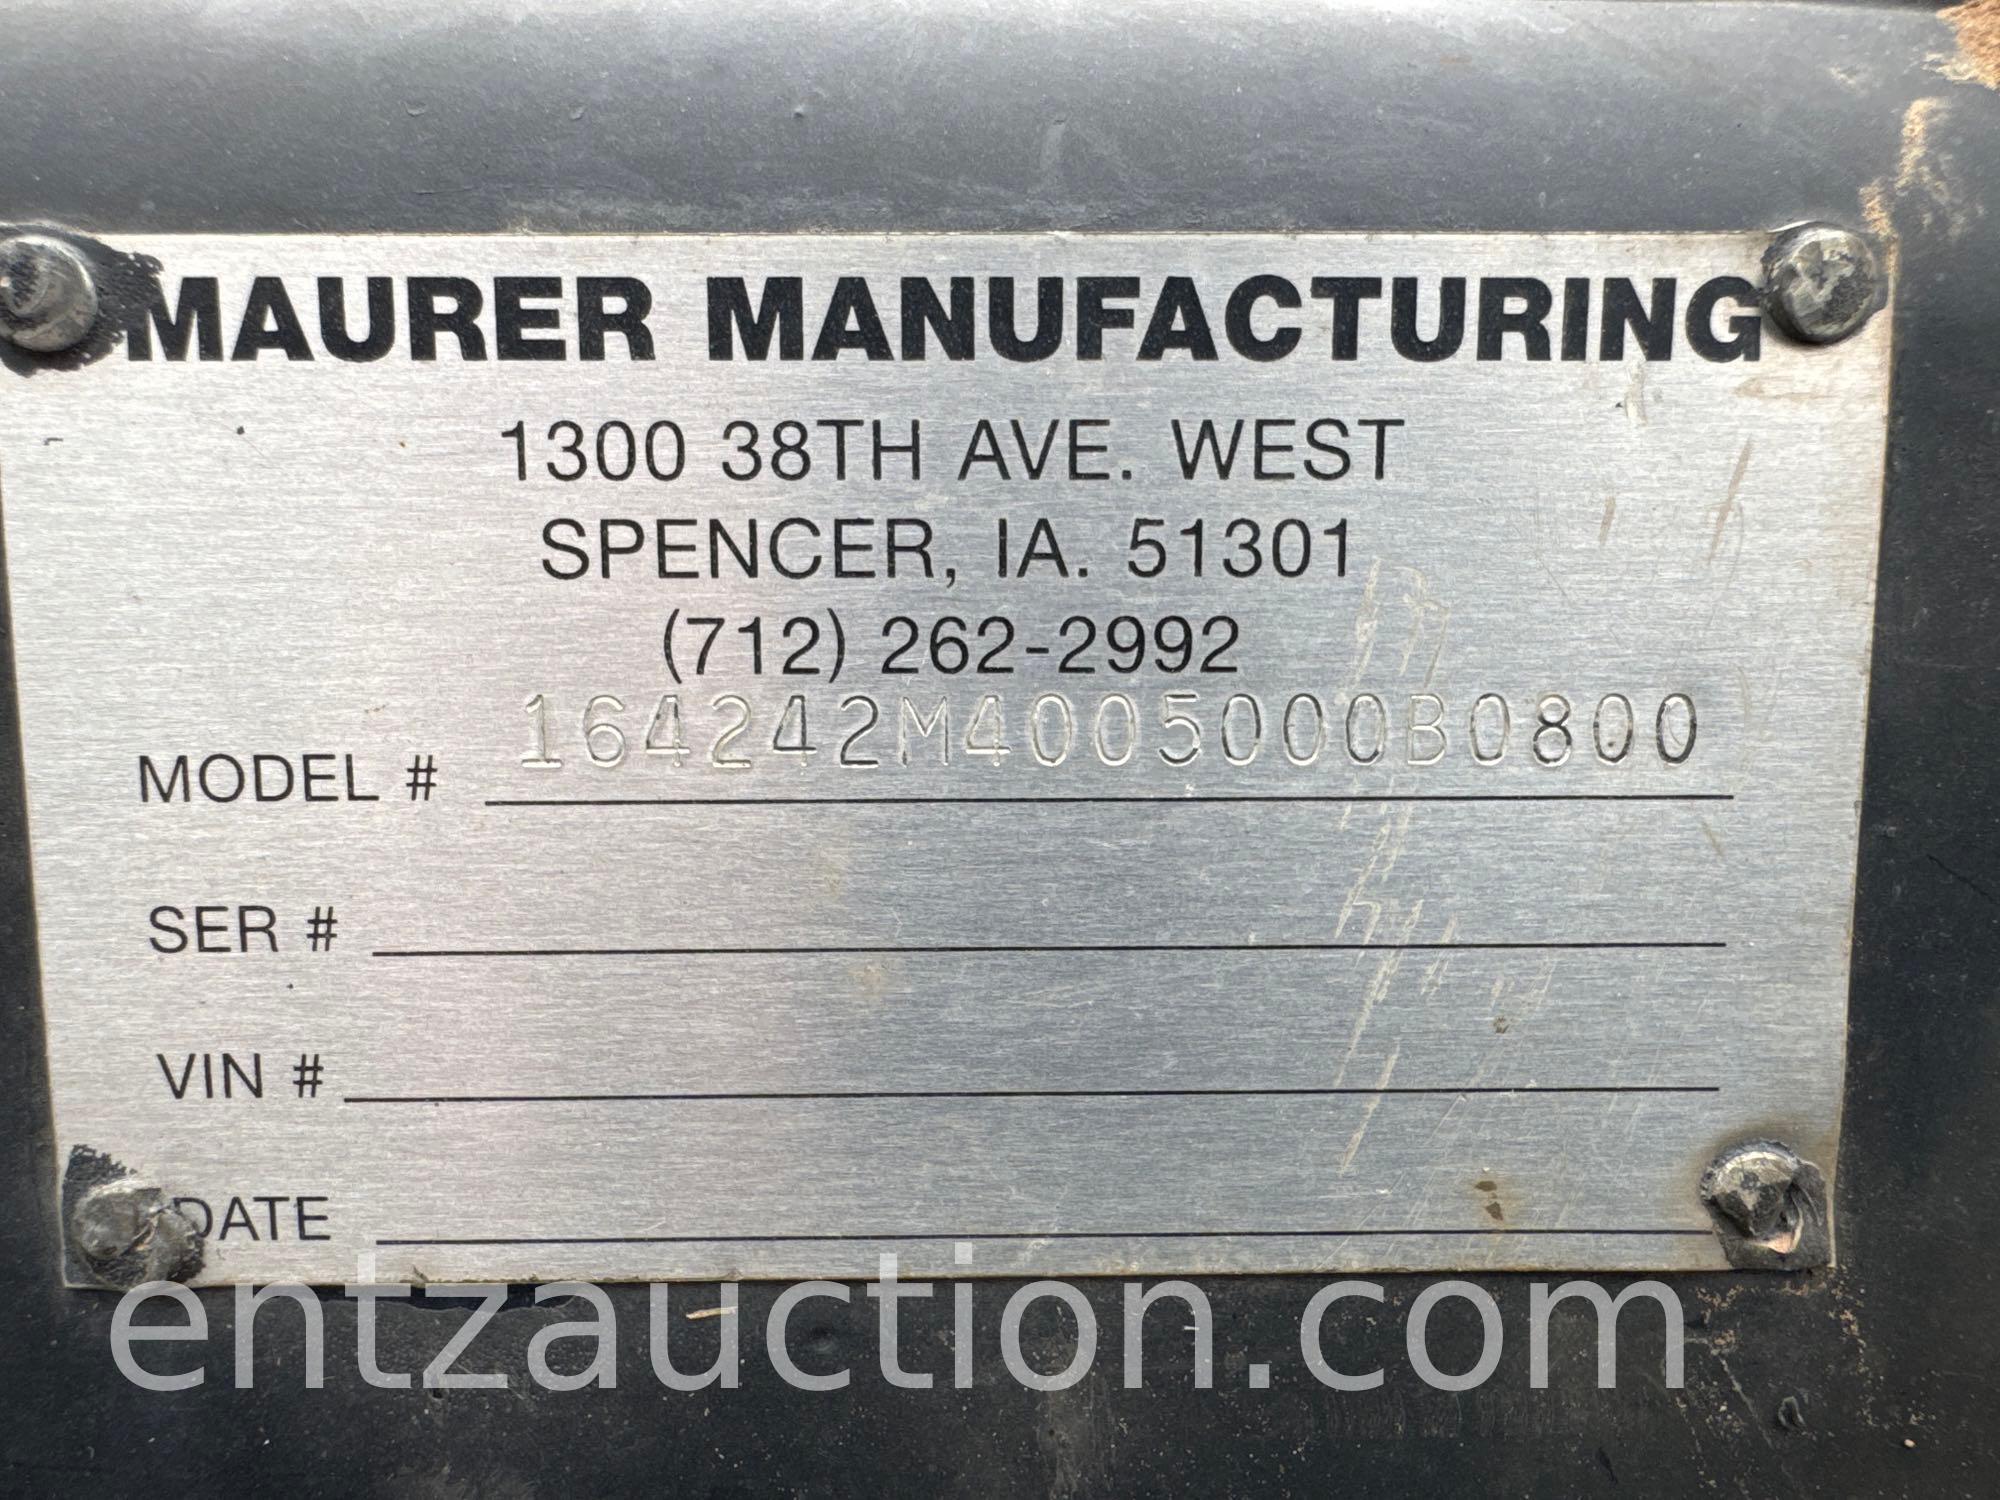 MAURER MANUFACTURING
1300 38TH AVE. WEST
SPENCER, IA. 51301
(712) 262-2992
MODEL # 164242M4005000B0800
SER #
VIN #
DATE
entzauction.com